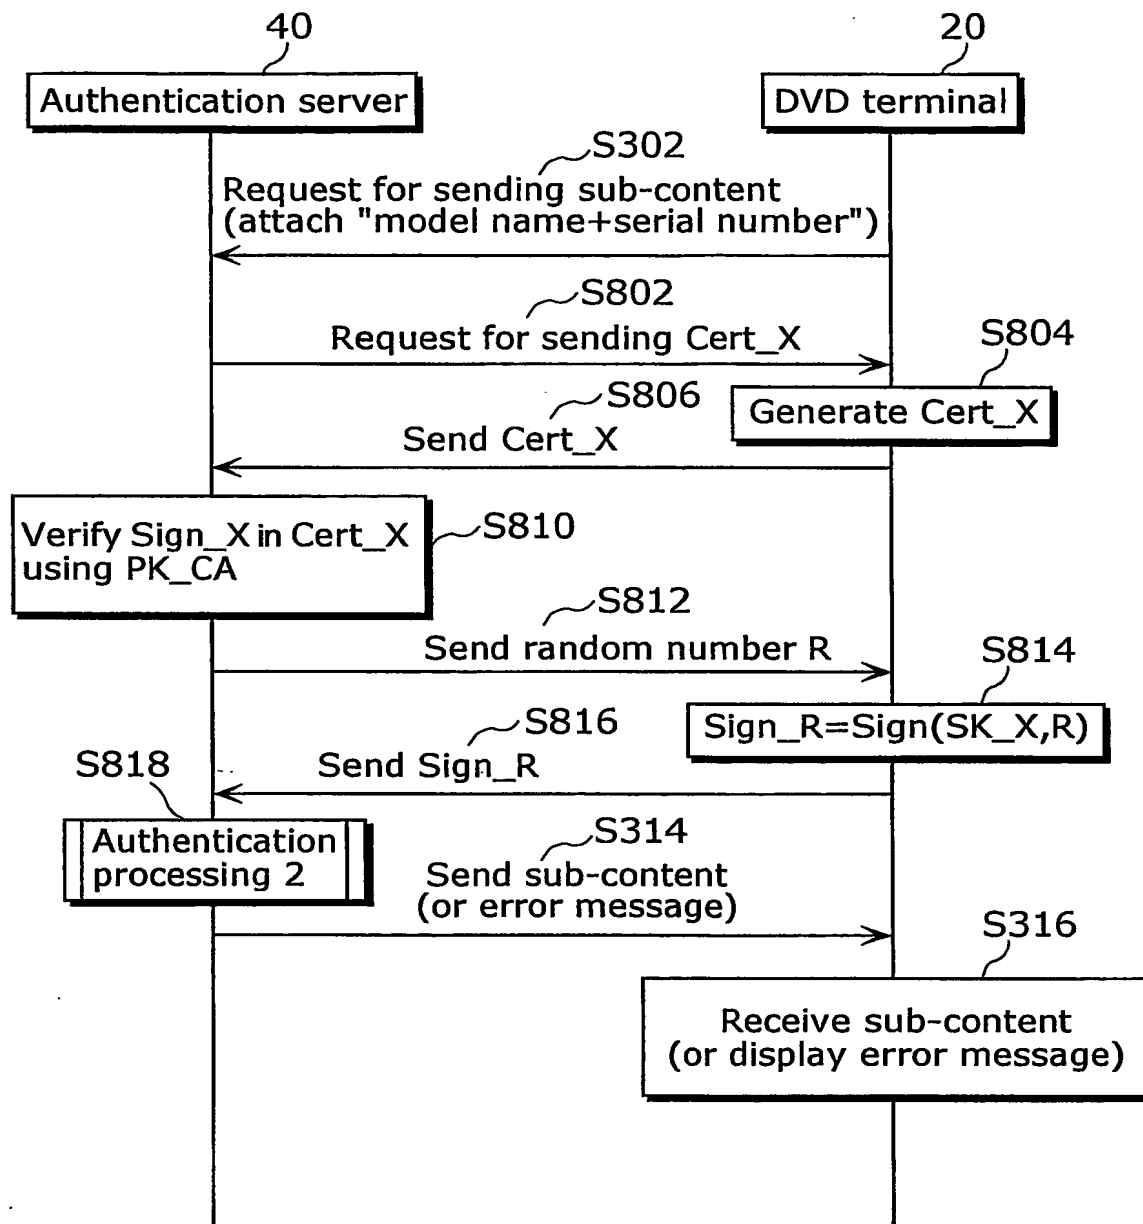 40
20
Authentication server
DVD terminal
S302
Request for sending sub-content
(attach "model name+serial number")
S802
Request for sending Cert_X
S804
Generate Cert_X
S806
Send Cert_X
Verify Sign_X in Cert_X
using PK_CA
S810
S812
Send random number R
S814
Sign_R=Sign(SK_X,R)
S816
Send Sign_R
S818
Authentication
processing 2
S314
Send sub-content
(or error message)
S316
Receive sub-content
(or display error message)